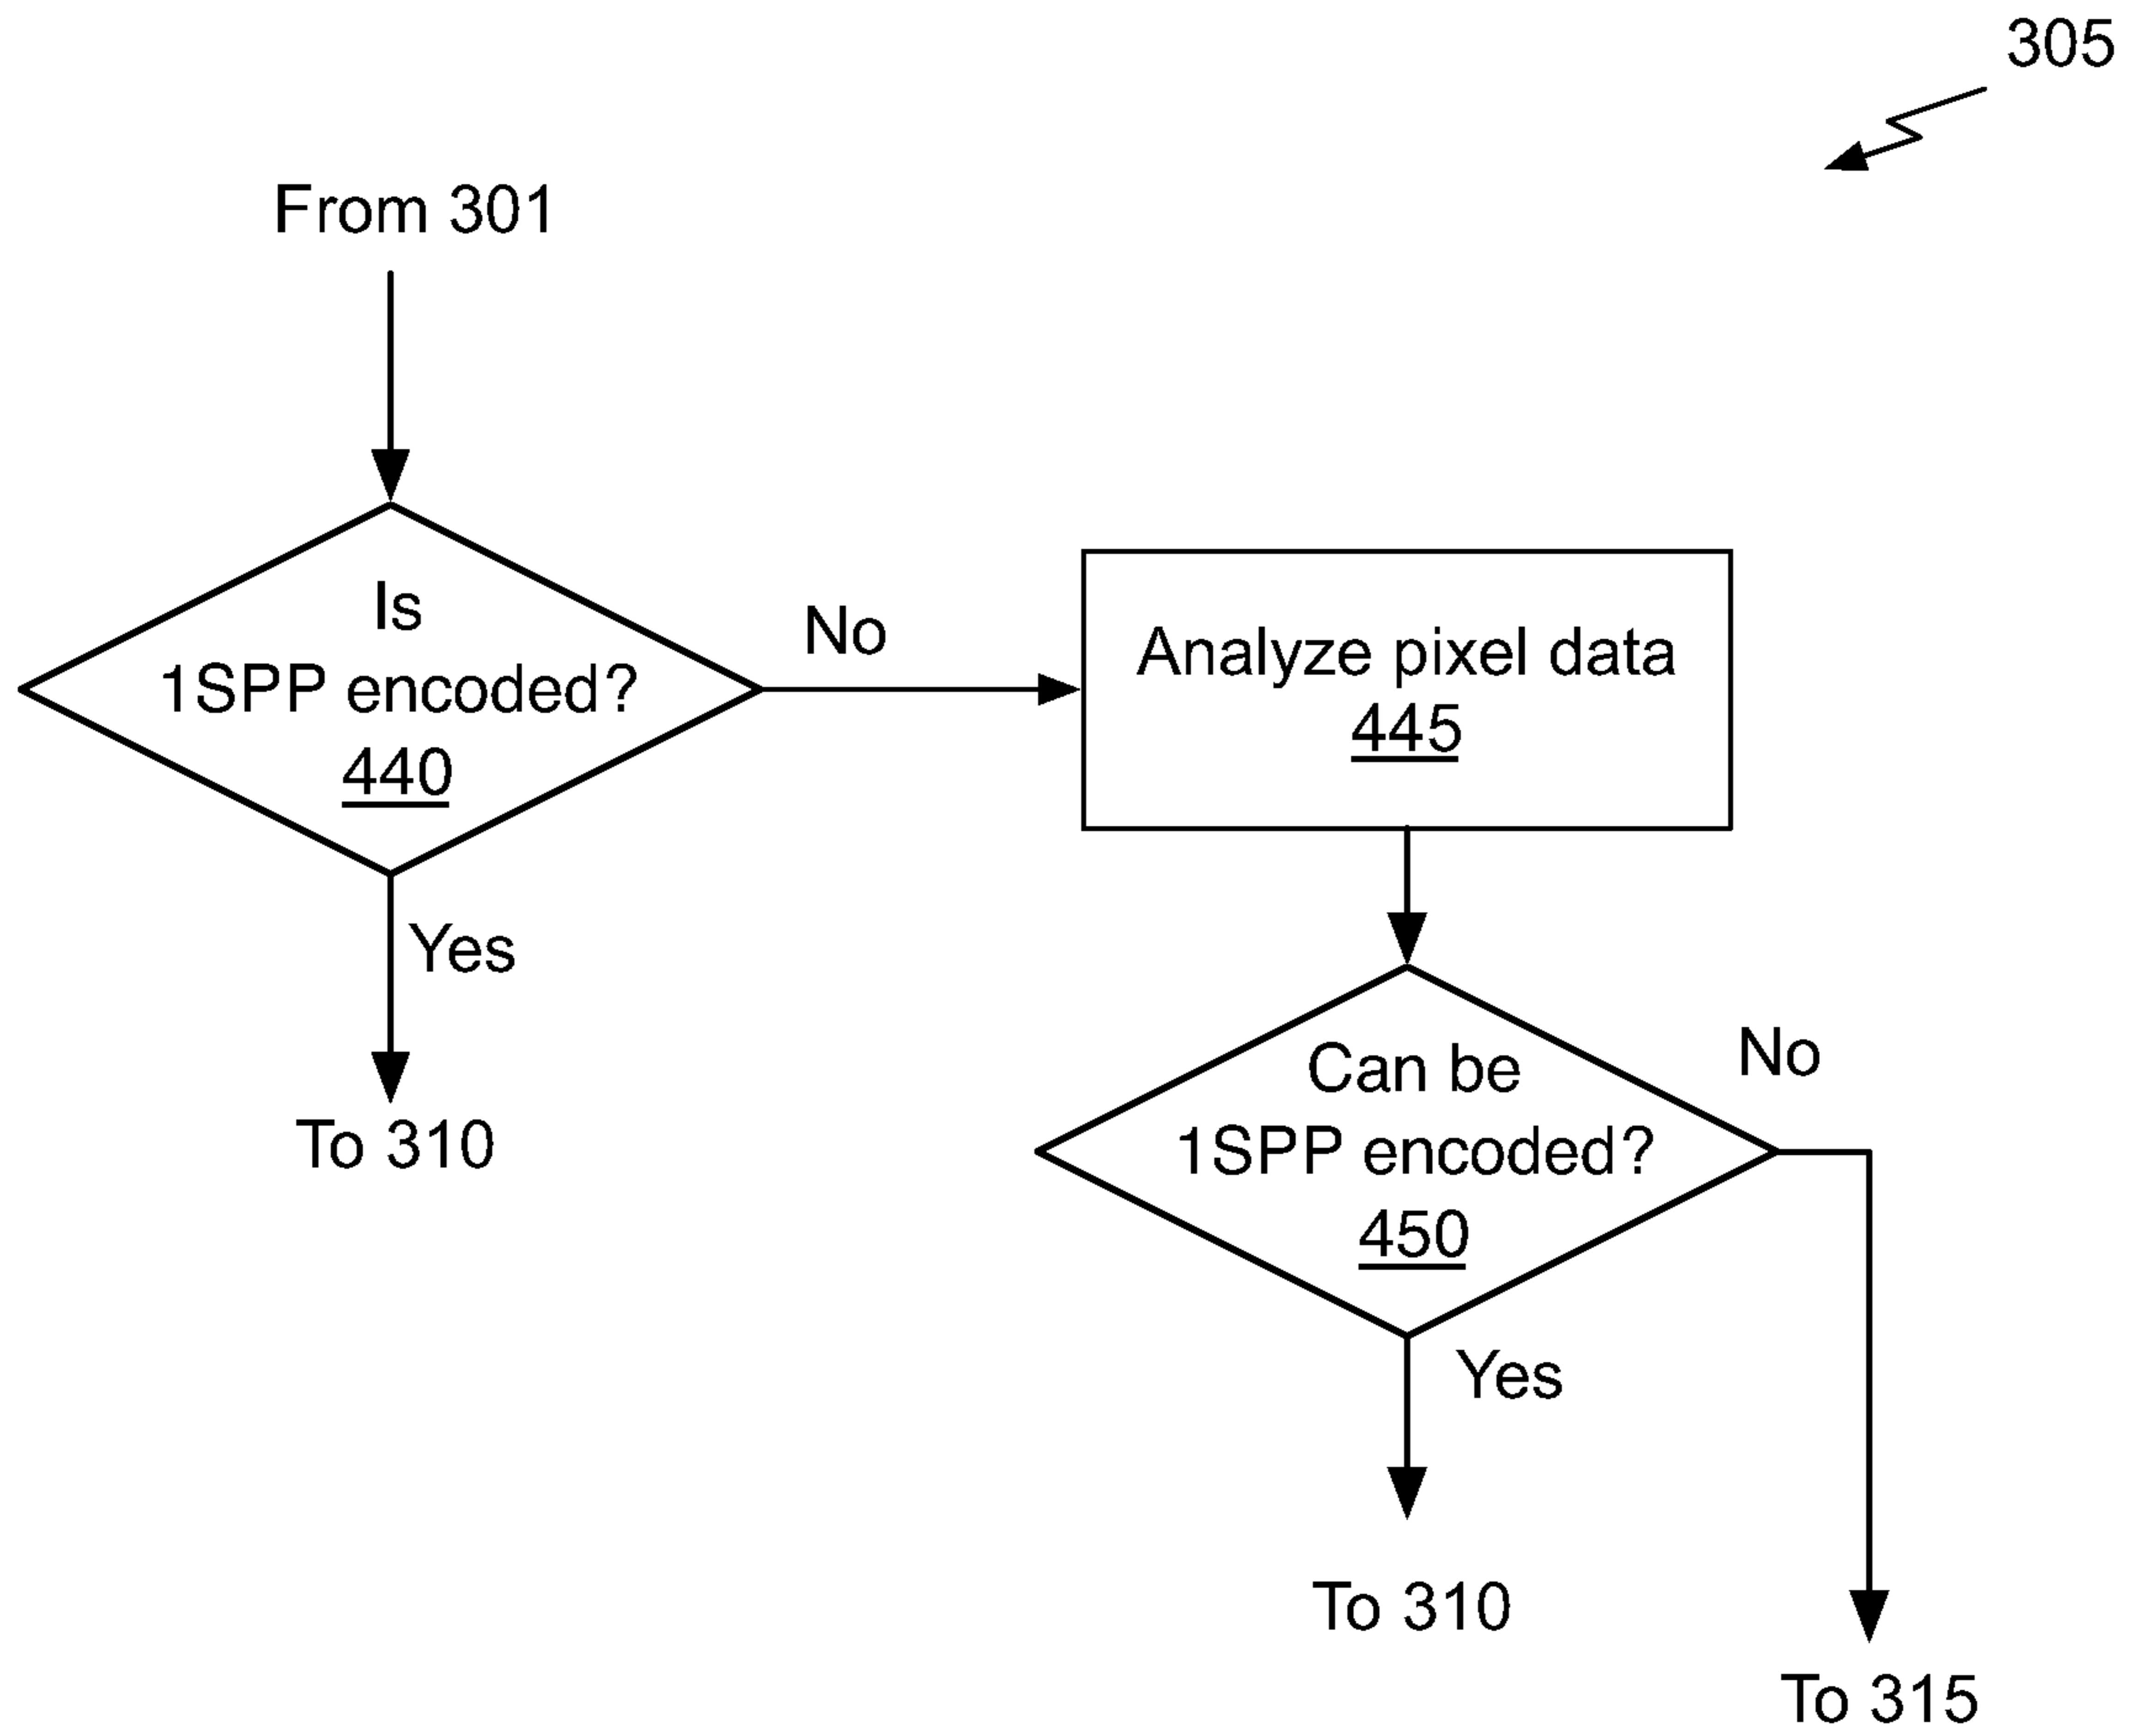 305
From 301
Is
1SPP encoded?
440
No
Analyze pixel data
445
Yes
To 310
Can be
1SPP encoded?
450
No
Yes
To 310
To 315